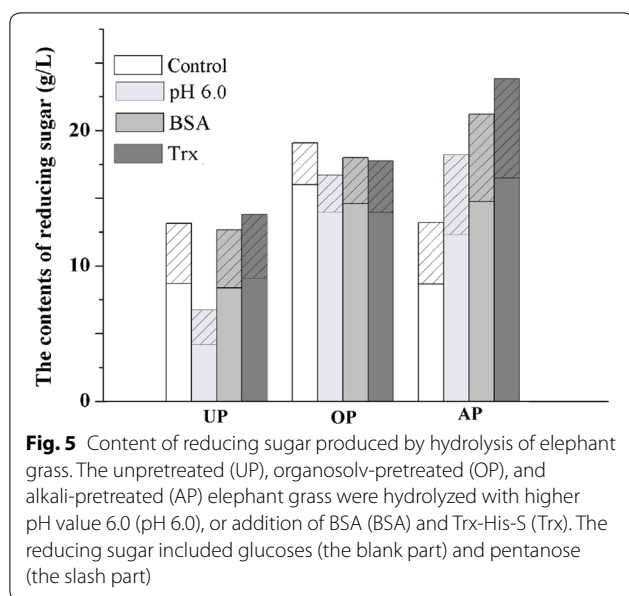 The contents of reducing sugar (g/L)
20
10
0
Control
pH 6.0
BSA
Trx
UP OP AP
Fig. 5 Content of reducing sugar produced by hydrolysis of elephant
grass. The unpretreated (UP), organosolv-pretreated (OP), and
alkali-pretreated (AP) elephant grass were hydrolyzed with higher
pH value 6.0 (pH 6.0), or addition of BSA (BSA) and Trx-His-S (Trx). The
reducing sugar included glucoses (the blank part) and pentanose
(the slash part)